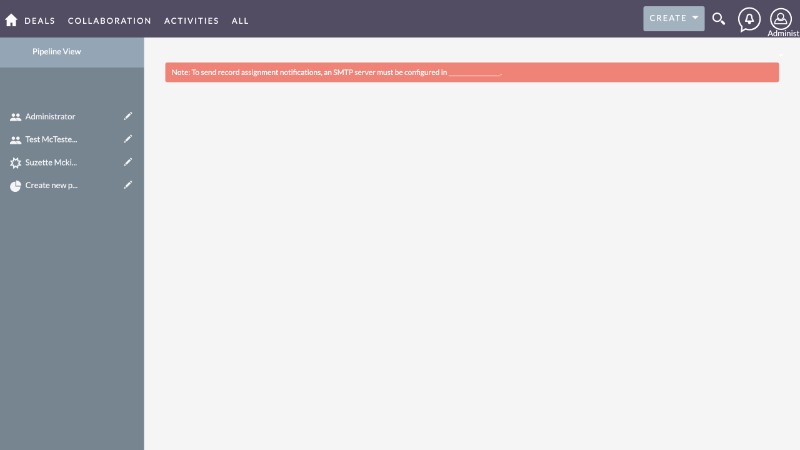 DEALS COLLABORATION ACTIVITIES ALL CREATE
Administ
Pipeline View
Note: To send record assignment notifications, an SMTP server must be configured in ______________.
Administrator
Test McTeste...
Suzette Mcki...
Create new p...